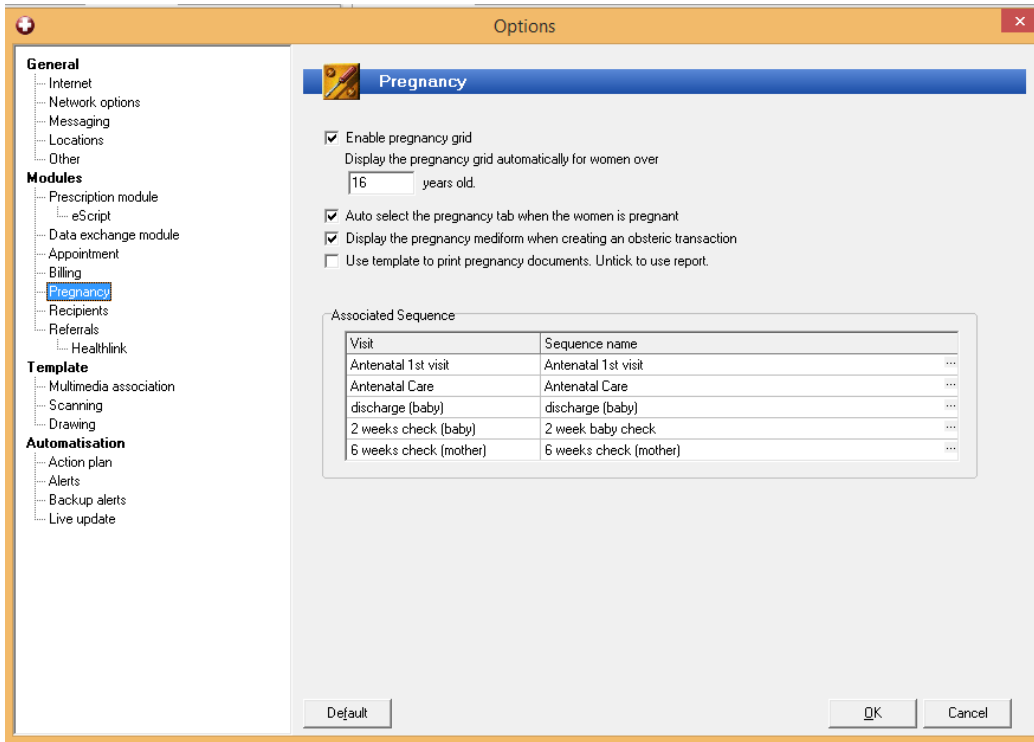 Options
General
Internet
Network options
Messaging
Locations
Other
Modules
Prescription module
eScript
Data exchange module
Appointment
Billing
Pregnancy
Recipients
Referrals
Healthlink
Template
Multimedia association
Scanning
Drawing
Automatisation
Action plan
Alerts
Backup alerts
Live update
Pregnancy
Enable pregnancy grid
Display the pregnancy grid automatically for women over
16 years old.
Auto select the pregnancy tab when the women is pregnant
Display the pregnancy mediform when creating an obsteric transaction
Use template to print pregnancy documents. Untick to use report.
Associated Sequence
Visit Sequence name
Antenatal 1st visit Antenatal 1st visit ...
Antenatal Care Antenatal Care ...
discharge (baby) discharge (baby) ...
2 weeks check (baby) 2 week baby check ...
6 weeks check (mother) 6 weeks check (mother) ...
Default OK Cancel